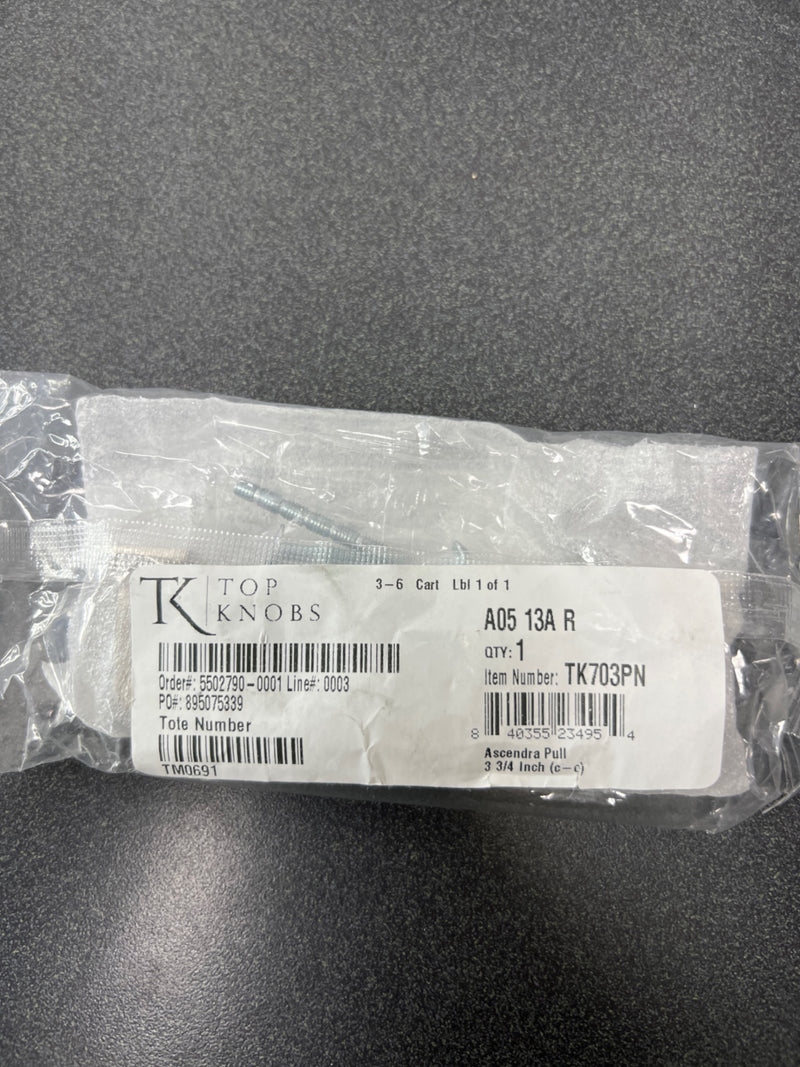 TK TOP KNOBS
3-6 Cart Lbl 1 of 1
Order#: 5502790-0001 Line#: 0003
PO#: 895075339
Tote Number
TM0691
A05 13A R
QTY: 1
Item Number: TK703PN
8 40355 23495 4
Ascendra Pull
3 3/4 Inch (c-c)